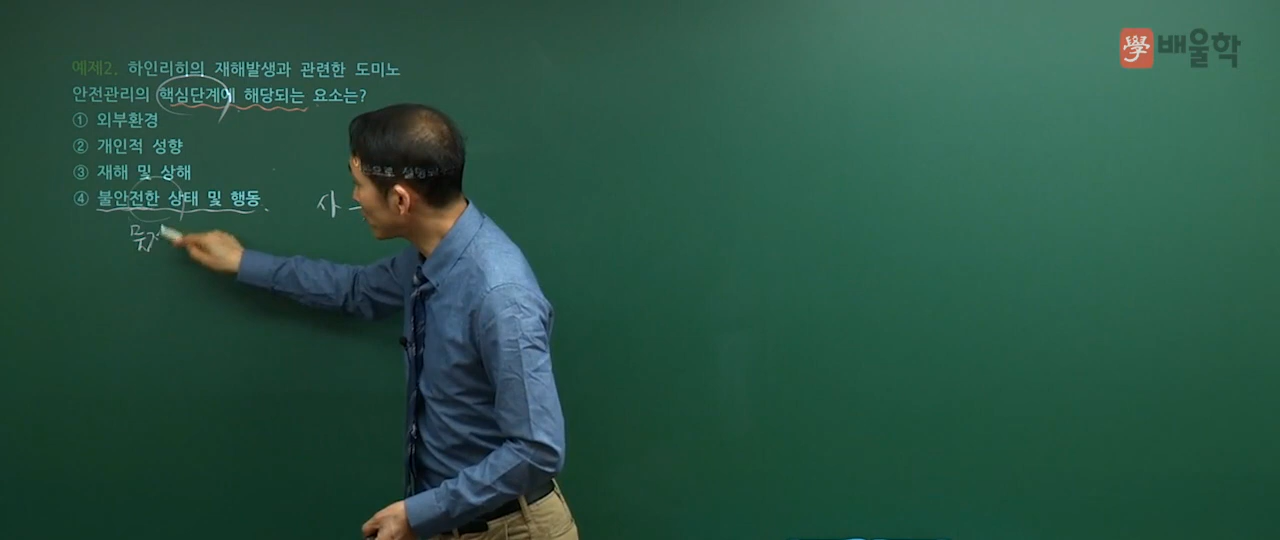 學 배울학
예제2. 하인리히의 재해발생과 관련한 도미노
안전관리의 핵심단계에 해당되는 요소는?
① 외부환경
② 개인적 성향
③ 재해 및 상해
④ 불안전한 상태 및 행동
사